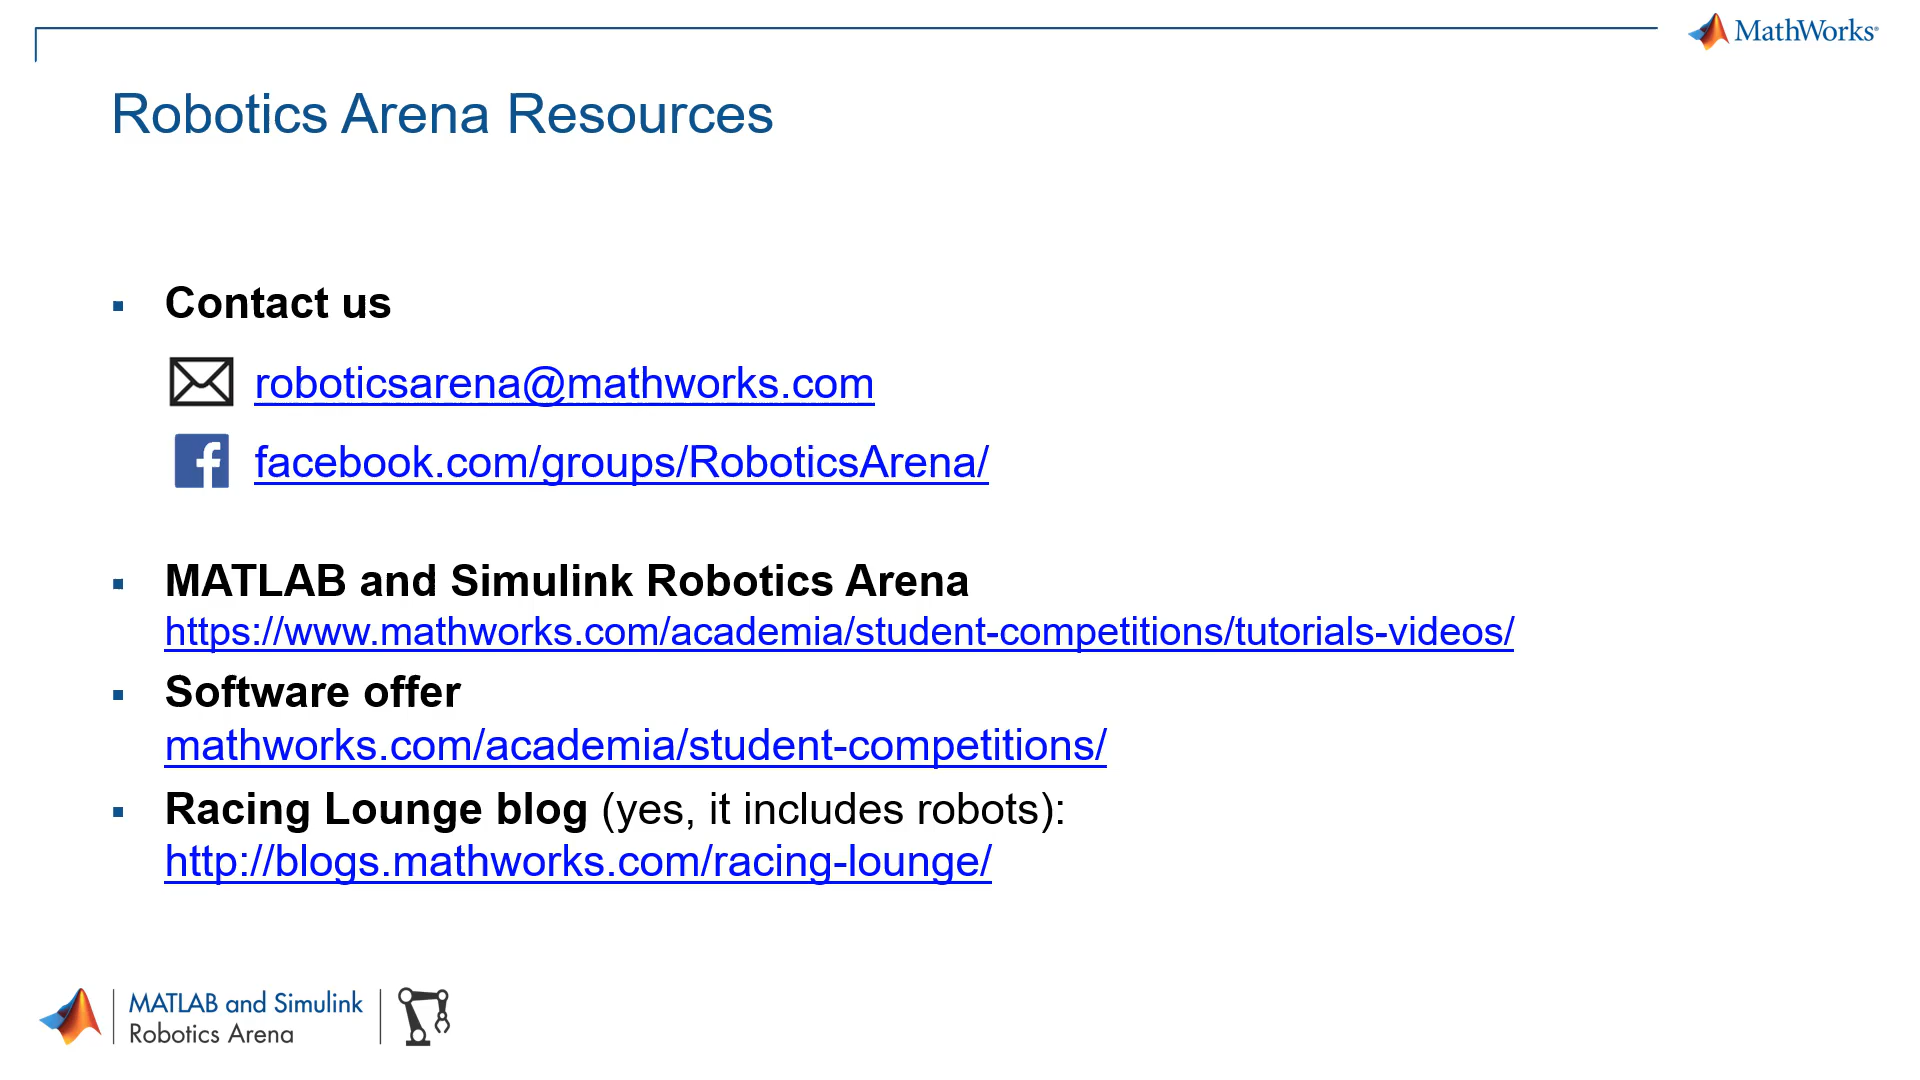 MathWorks®
Robotics Arena Resources
▪ Contact us
roboticsarena@mathworks.com
facebook.com/groups/RoboticsArena/
▪ MATLAB and Simulink Robotics Arena
https://www.mathworks.com/academia/student-competitions/tutorials-videos/
▪ Software offer
mathworks.com/academia/student-competitions/
▪ Racing Lounge blog (yes, it includes robots):
http://blogs.mathworks.com/racing-lounge/
MATLAB and Simulink
Robotics Arena